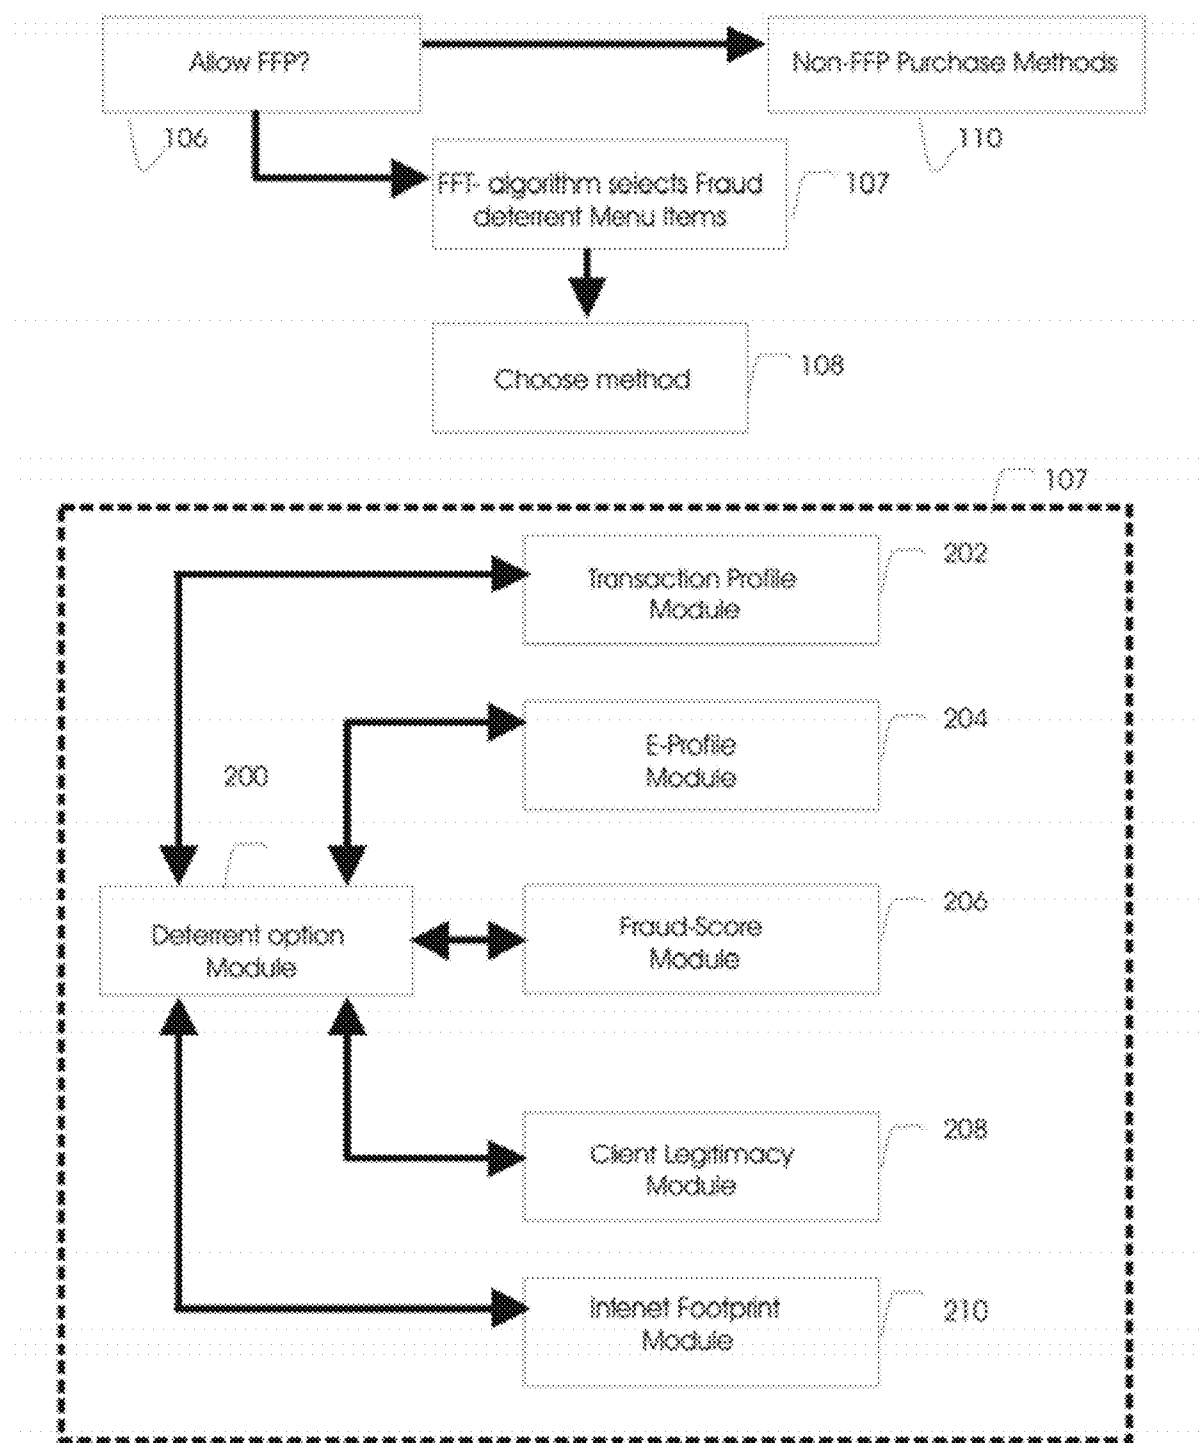 Allow FFP?
Non-FFP Purchase Methods
106
110
FFT- algorithm selects Fraud
deterrent Menu Items
107
Choose method
108
107
Transaction Profile
Module
202
E-Profile
Module
204
200
Deterrent option
Module
Fraud-Score
Module
206
Client Legitimacy
Module
208
Intenet Footprint
Module
210